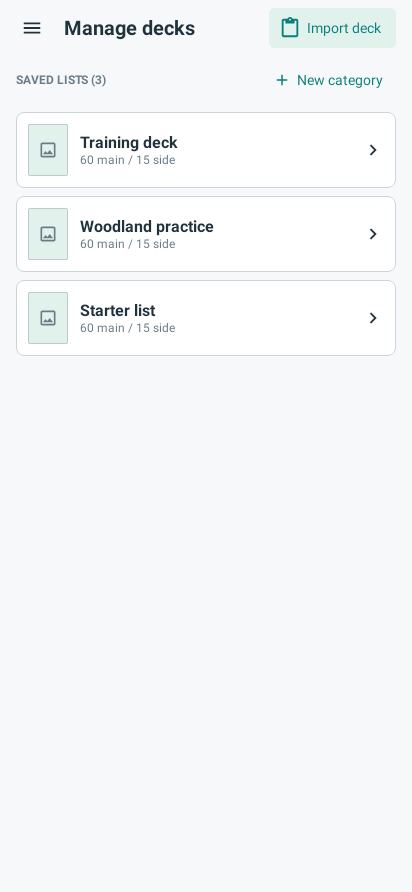 Manage decks
Import deck
SAVED LISTS (3)
New category
Training deck
60 main / 15 side
Woodland practice
60 main / 15 side
Starter list
60 main / 15 side